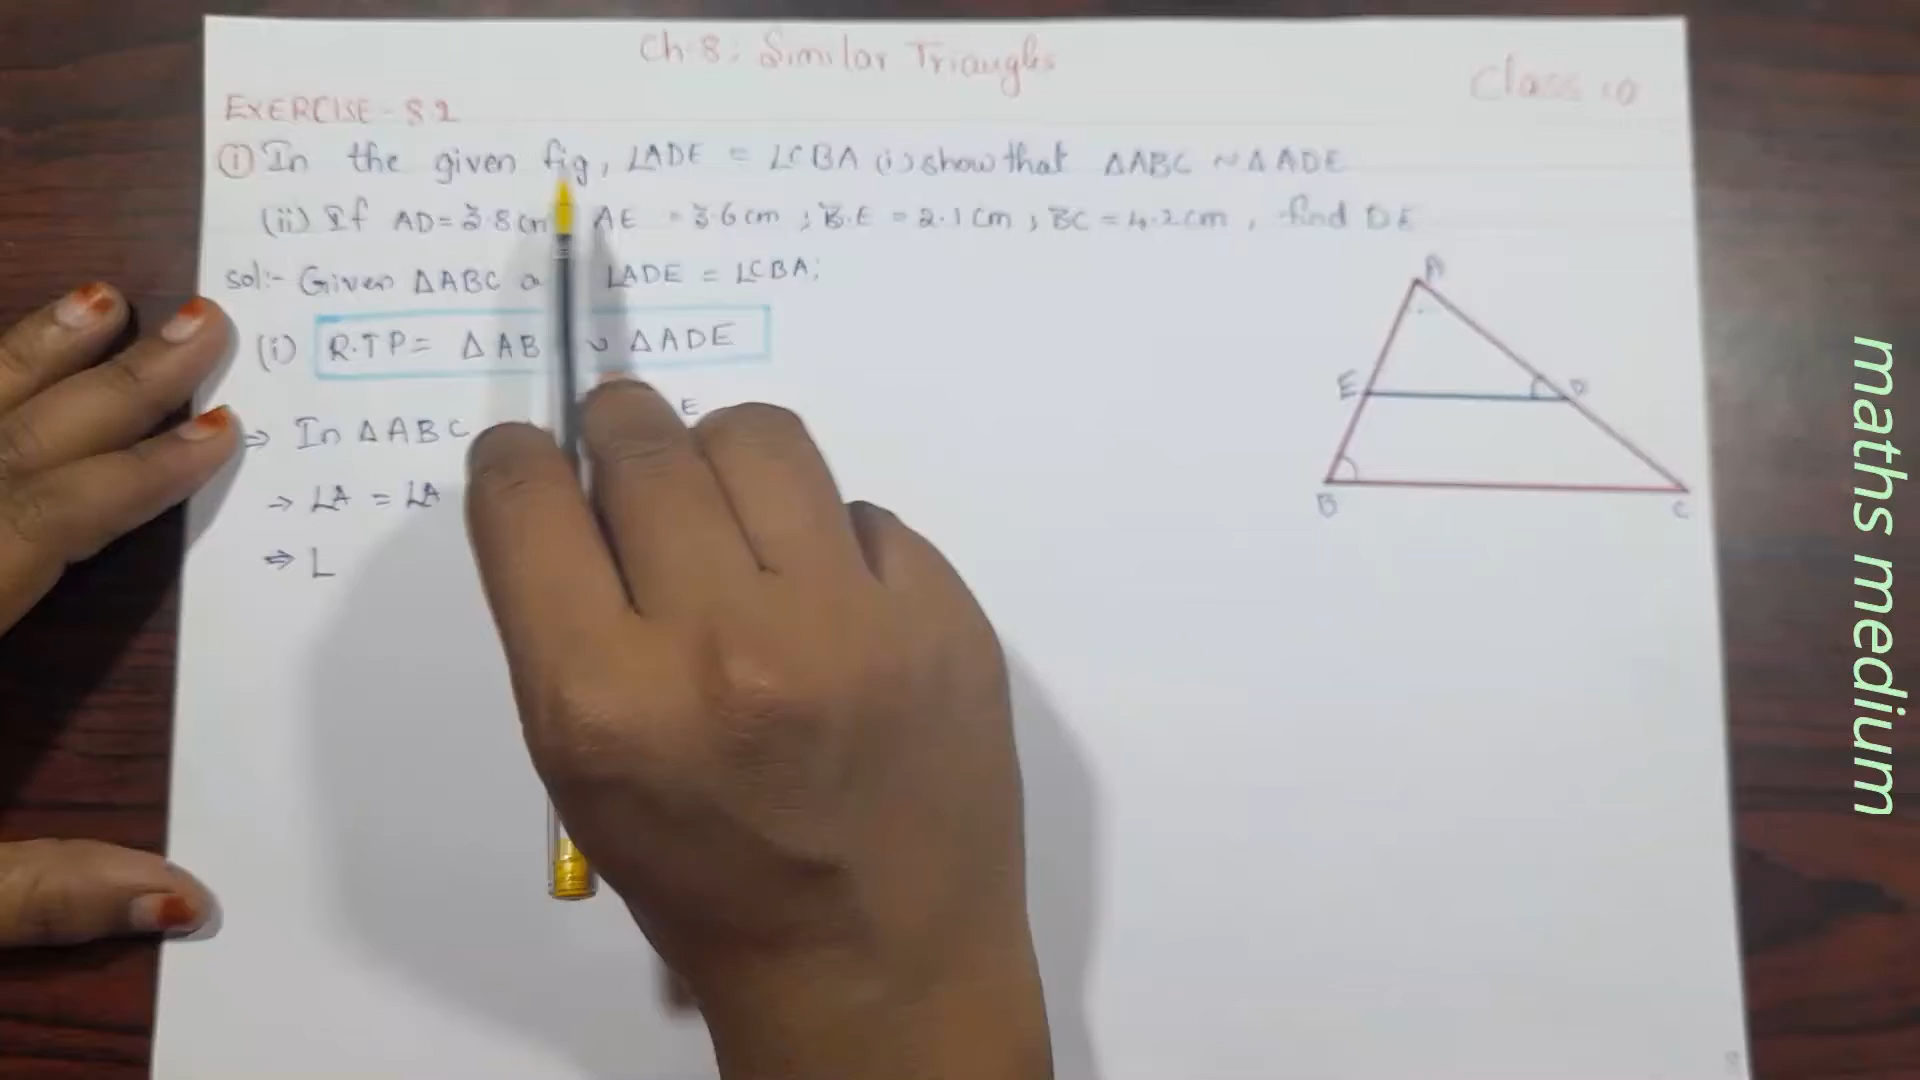 Ch-8: Similar Triangles
Class 10
EXERCISE - 8.2
① In the given fig, ∟ADE = ∟CBA (i) show that ΔABC ~ ΔADE
(ii) If AD = 3.8 cm AE = 3.6 cm ; B.E = 2.1 cm ; BC = 4.2 cm , find DE
Sol:- Given ΔABC a ∟ADE = ∟CBA;
(i) R.T.P = ΔAB ~ ΔADE
⇒ In ΔABC E
→ ∟A = ∟A
⇒ ∟
A
E D
B C
maths medium